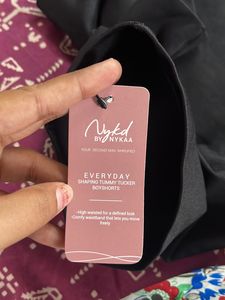 Nykd
BY NYKAA
YOUR SECOND SKIN, SIMPLIFIED
EVERYDAY
SHAPING TUMMY TUCKER
BOYSHORTS
-High waisted for a defined look
-Comfy waistband that lets you move
freely